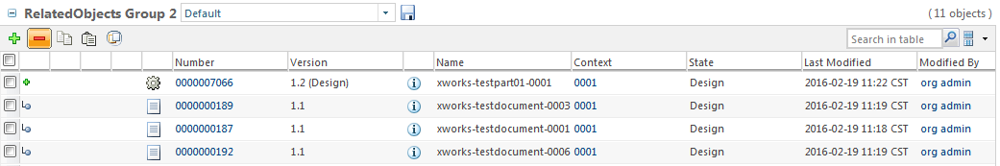 RelatedObjects Group 2 Default ( 11 objects )
Search in table
Number Version Name Context State Last Modified Modified By
0000007066 1.2 (Design) xworks-testpart01-0001 0001 Design 2016-02-19 11:22 CST org admin
0000000189 1.1 xworks-testdocument-0003 0001 Design 2016-02-19 11:19 CST org admin
0000000187 1.1 xworks-testdocument-0001 0001 Design 2016-02-19 11:18 CST org admin
0000000192 1.1 xworks-testdocument-0006 0001 Design 2016-02-19 11:19 CST org admin